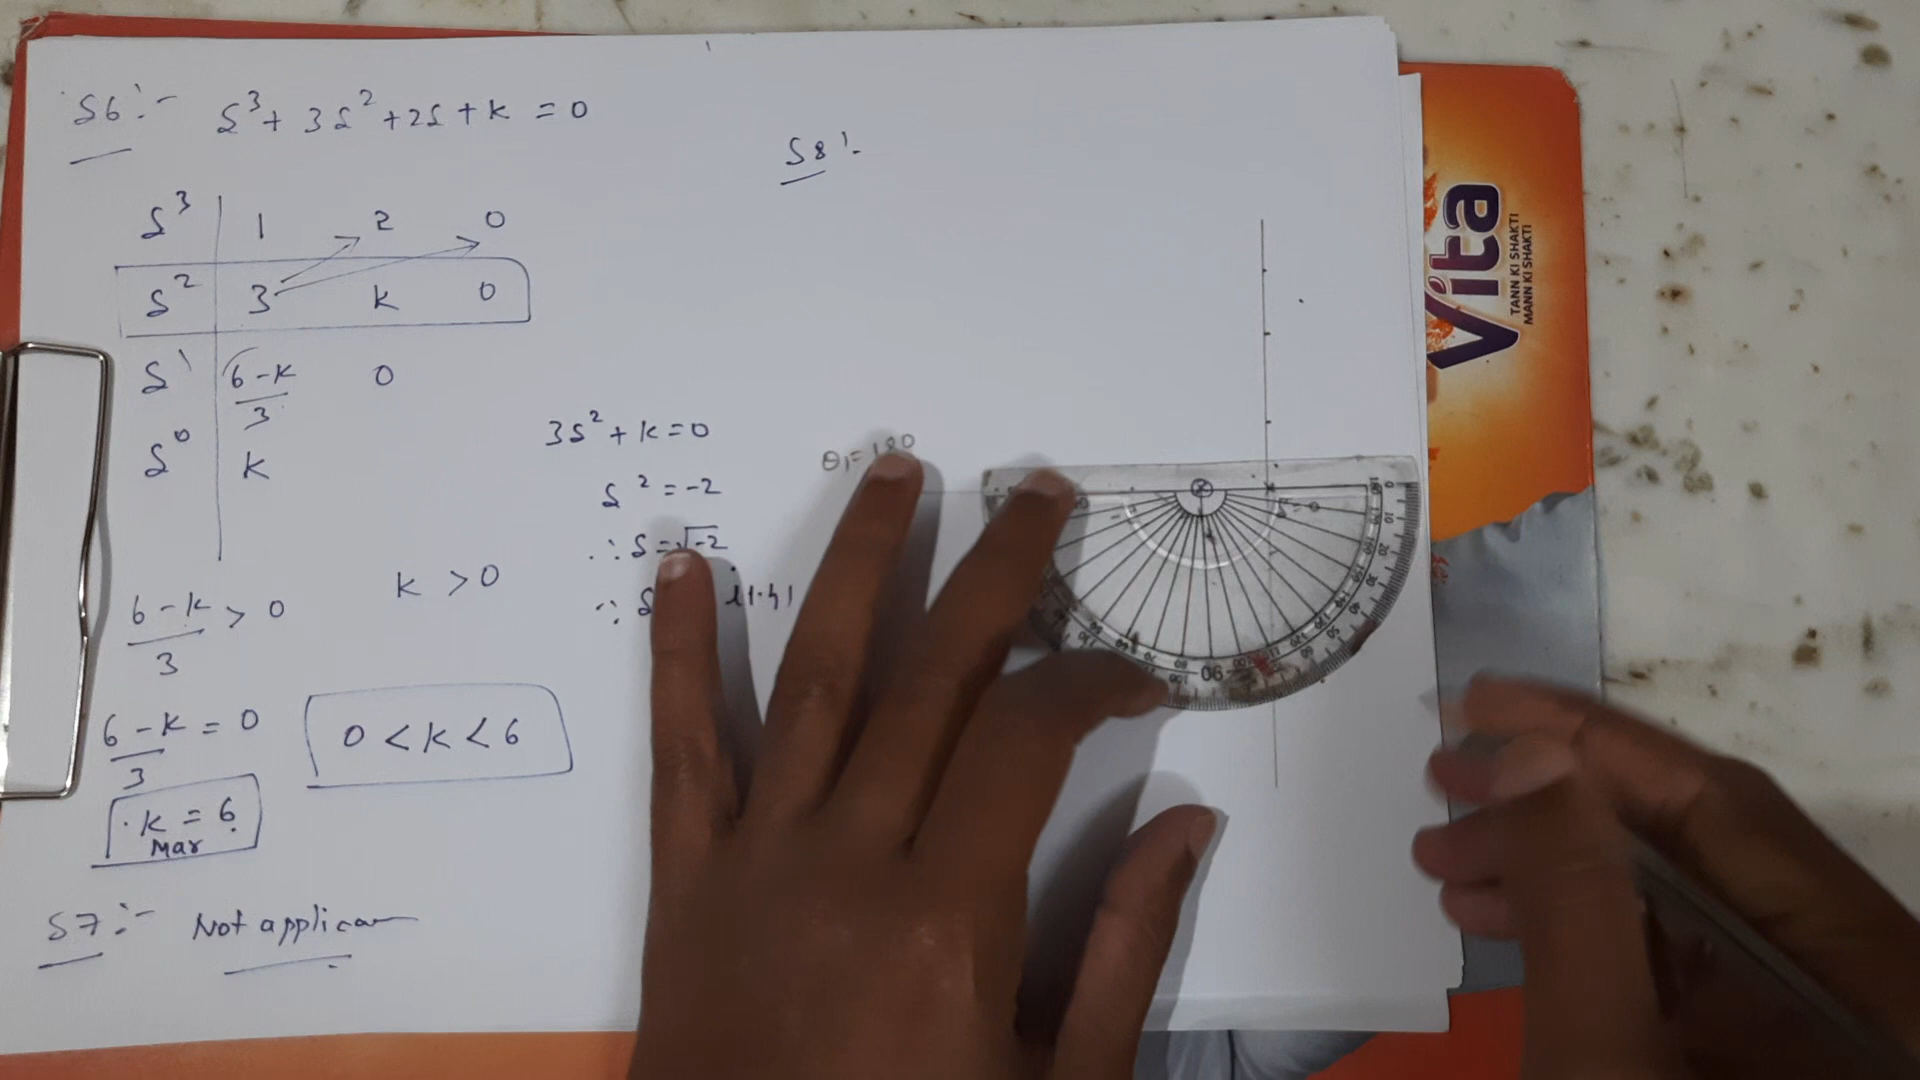 S6:- S³ + 3S² + 2S + K = 0
S³ 1 2 0
S² 3 K 0
S¹ 6-K/3 0
S⁰ K
6-K/3 > 0
K > 0
6-K/3 = 0
0 < K < 6
K = 6
Mar
S7:- Not applican
3S² + K = 0
S² = -2
∴ S = √-2
∴ S
S8:-
θ₁ = 180
90
Vita
TANN KI SHAKTI
MANN KI SHAKTI